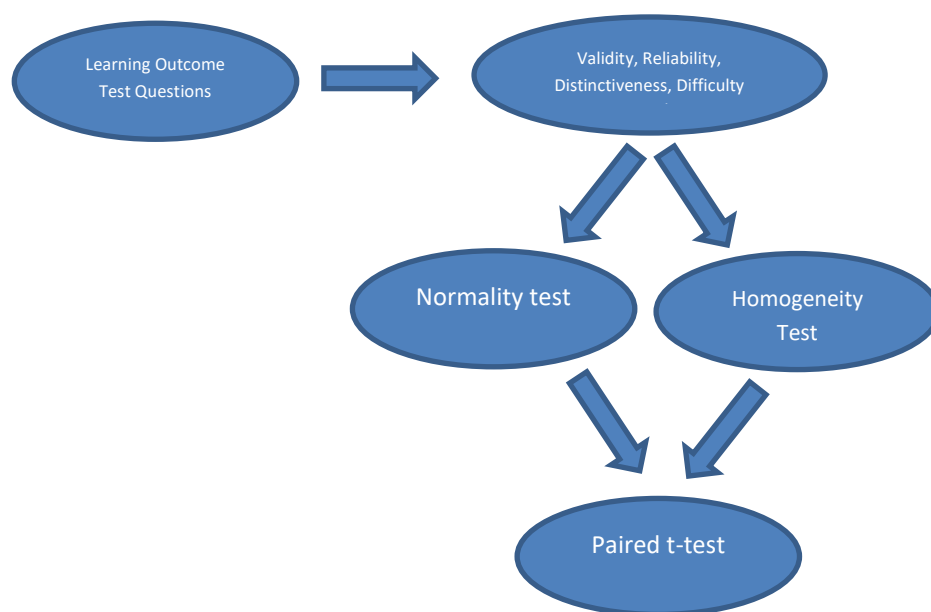 Learning Outcome
Test Questions
Validity, Reliability,
Distinctiveness, Difficulty
Normality test
Homogeneity
Test
Paired t-test